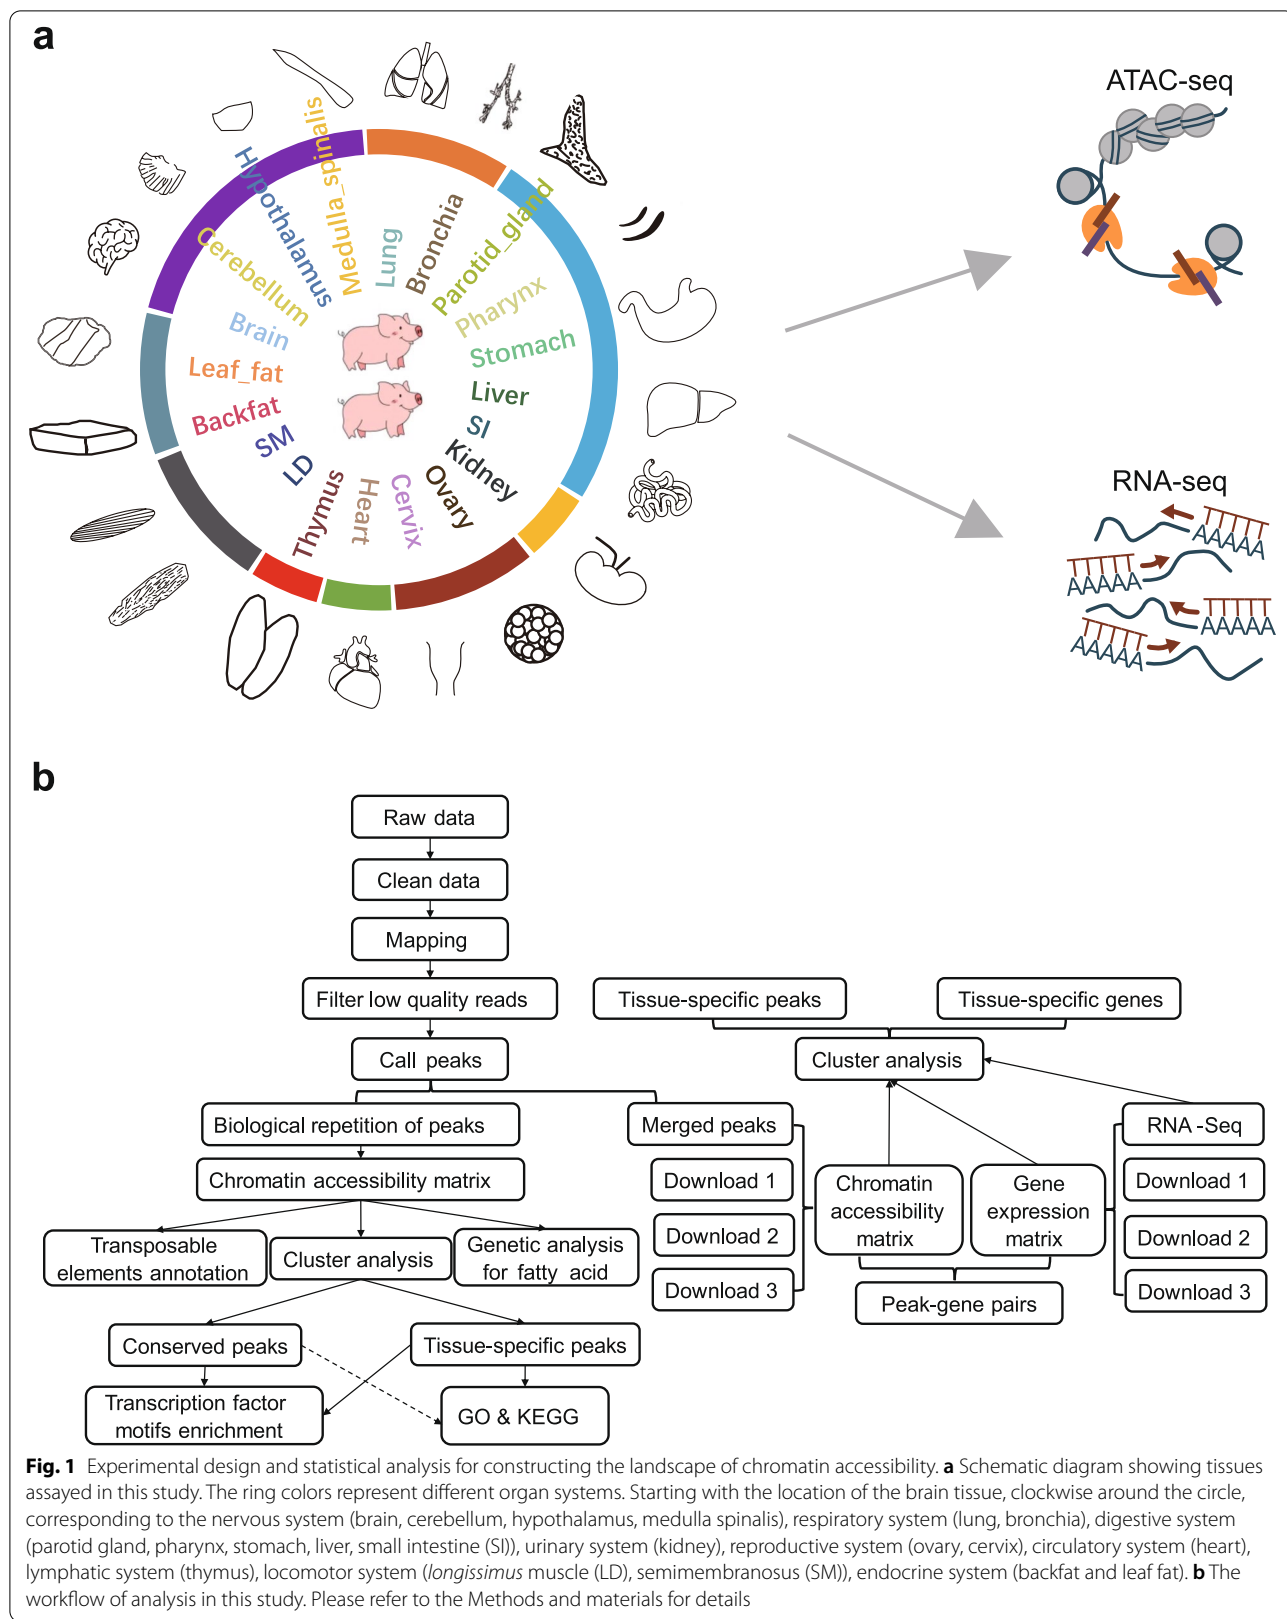 a
ATAC-seq
Medulla_spinalis
Hypothalamus
Cerebellum
Brain
Leaf_fat
Backfat
SM
LD
Thymus
Heart
Cervix
Ovary
Kidney
SI
Liver
Stomach
Pharynx
Parotid_gland
Bronchia
Lung
RNA-seq
AAAAA
AAAAA
AAAAA
AAAAA
b
Raw data
Clean data
Mapping
Filter low quality reads
Call peaks
Biological repetition of peaks
Chromatin accessibility matrix
Transposable
elements annotation
Cluster analysis
Genetic analysis
for fatty acid
Conserved peaks
Tissue-specific peaks
Transcription factor
motifs enrichment
GO & KEGG
Tissue-specific peaks
Tissue-specific genes
Cluster analysis
Merged peaks
Download 1
Download 2
Download 3
Chromatin
accessibility
matrix
Gene
expression
matrix
Peak-gene pairs
RNA -Seq
Download 1
Download 2
Download 3
Fig. 1 Experimental design and statistical analysis for constructing the landscape of chromatin accessibility. a Schematic diagram showing tissues
assayed in this study. The ring colors represent different organ systems. Starting with the location of the brain tissue, clockwise around the circle,
corresponding to the nervous system (brain, cerebellum, hypothalamus, medulla spinalis), respiratory system (lung, bronchia), digestive system
(parotid gland, pharynx, stomach, liver, small intestine (SI)), urinary system (kidney), reproductive system (ovary, cervix), circulatory system (heart),
lymphatic system (thymus), locomotor system (longissimus muscle (LD), semimembranosus (SM)), endocrine system (backfat and leaf fat). b The
workflow of analysis in this study. Please refer to the Methods and materials for details